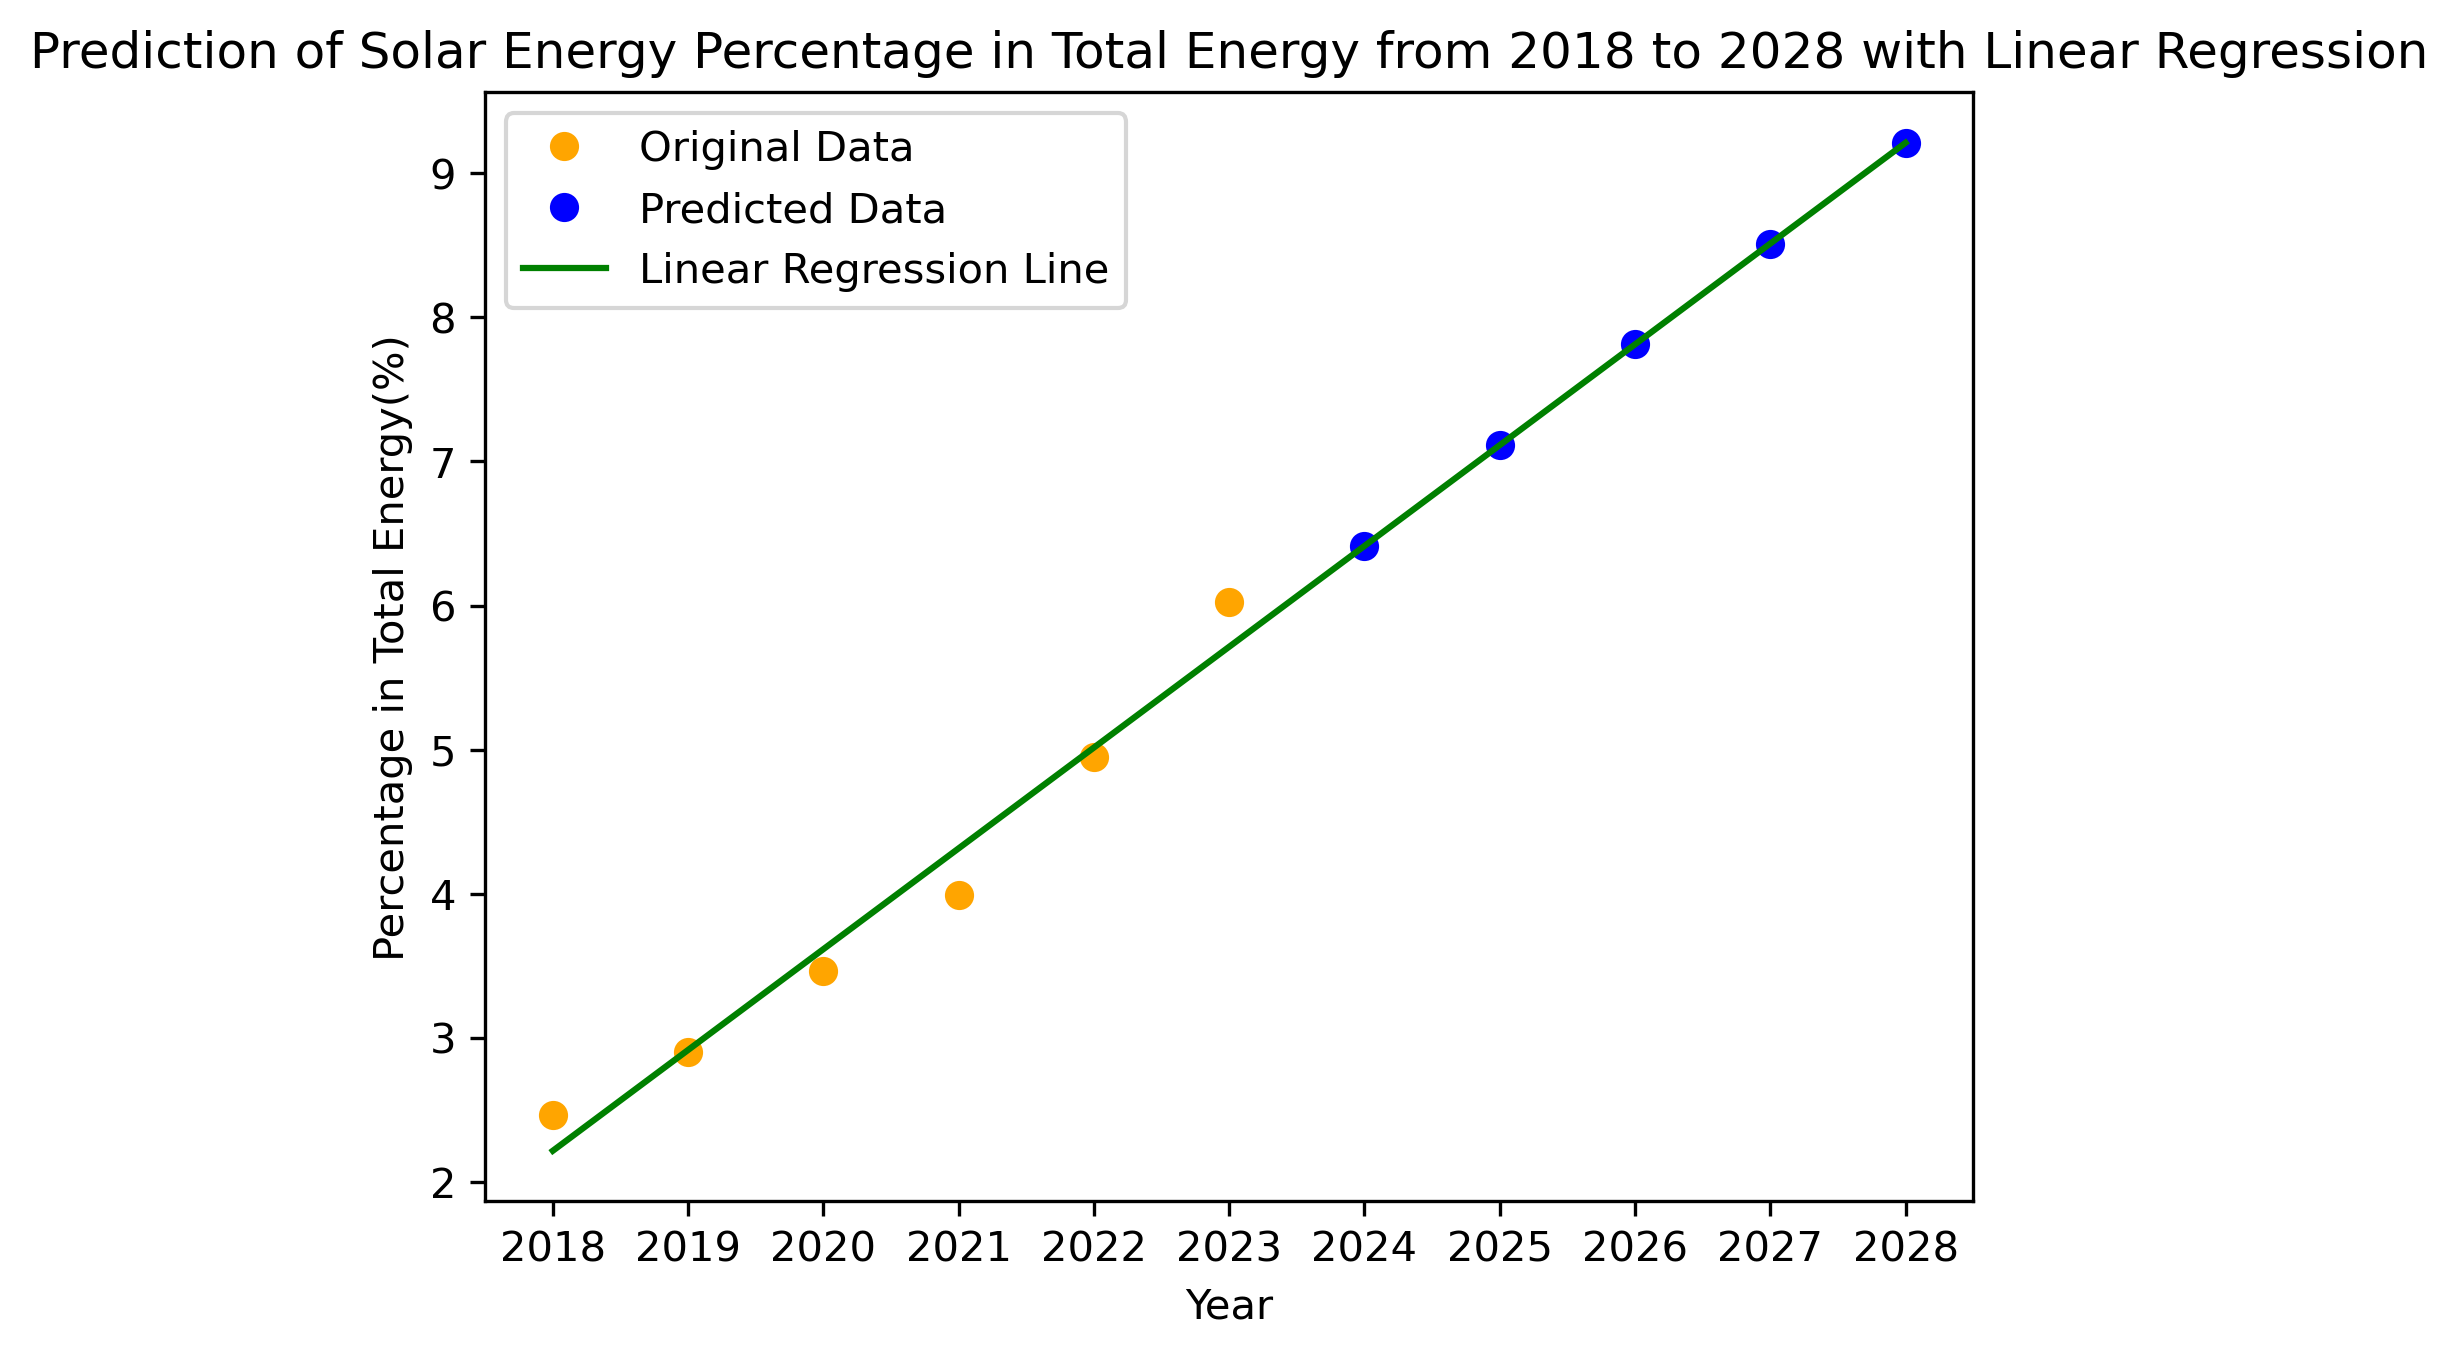 Prediction of Solar Energy Percentage in Total Energy from 2018 to 2028 with Linear Regression
Original Data
Predicted Data
Linear Regression Line
Percentage in Total Energy(%)
9
8
7
6
5
4
3
2
2018 2019 2020 2021 2022 2023 2024 2025 2026 2027 2028
Year